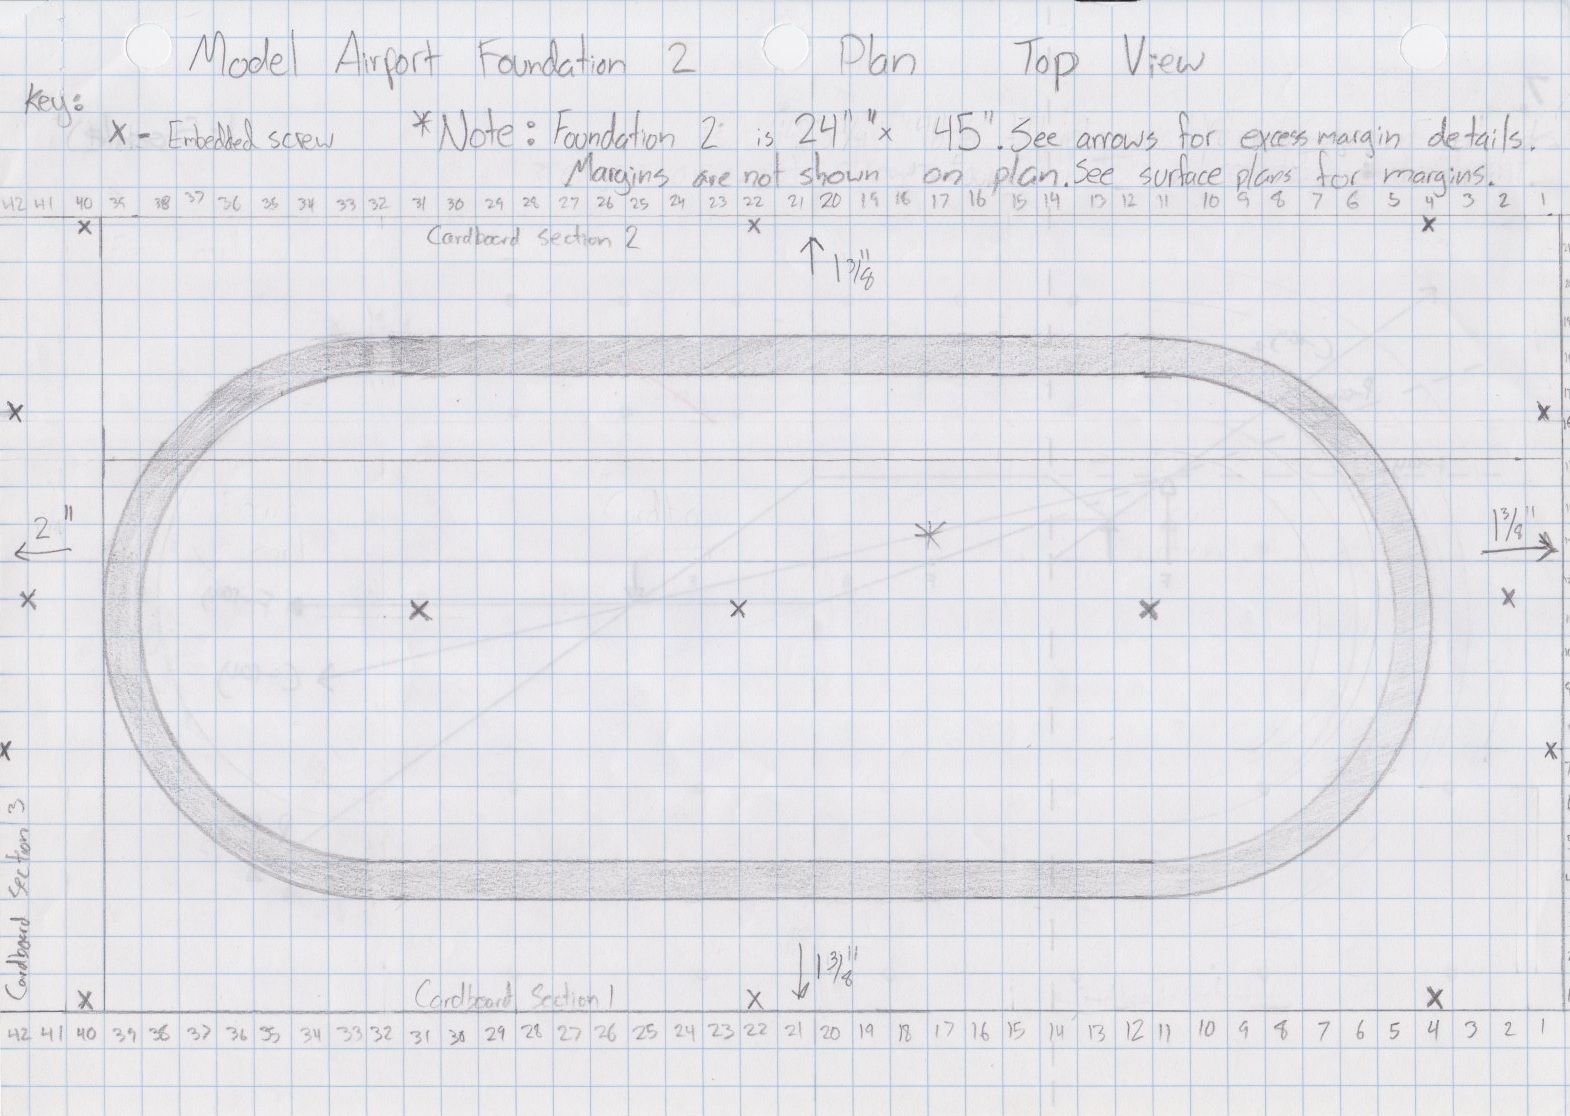 Model Airport Foundation 2 Plan Top View
Key:
X - Embedded screw
*Note: Foundation 2 is 24" "x 45". See arrows for excess margin details.
Margins are not shown on plan. See surface plans for margins.
42 41 40 39 38 37 36 35 34 33 32 31 30 29 28 27 26 25 24 23 22 21 20 19 18 17 16 15 14 13 12 11 10 9 8 7 6 5 4 3 2 1
Cardboard Section 2
1 3/8"
2"
1 3/8"
Cardboard Section 3
1 3/8"
Cardboard Section 1
42 41 40 39 38 37 36 35 34 33 32 31 30 29 28 27 26 25 24 23 22 21 20 19 18 17 16 15 14 13 12 11 10 9 8 7 6 5 4 3 2 1